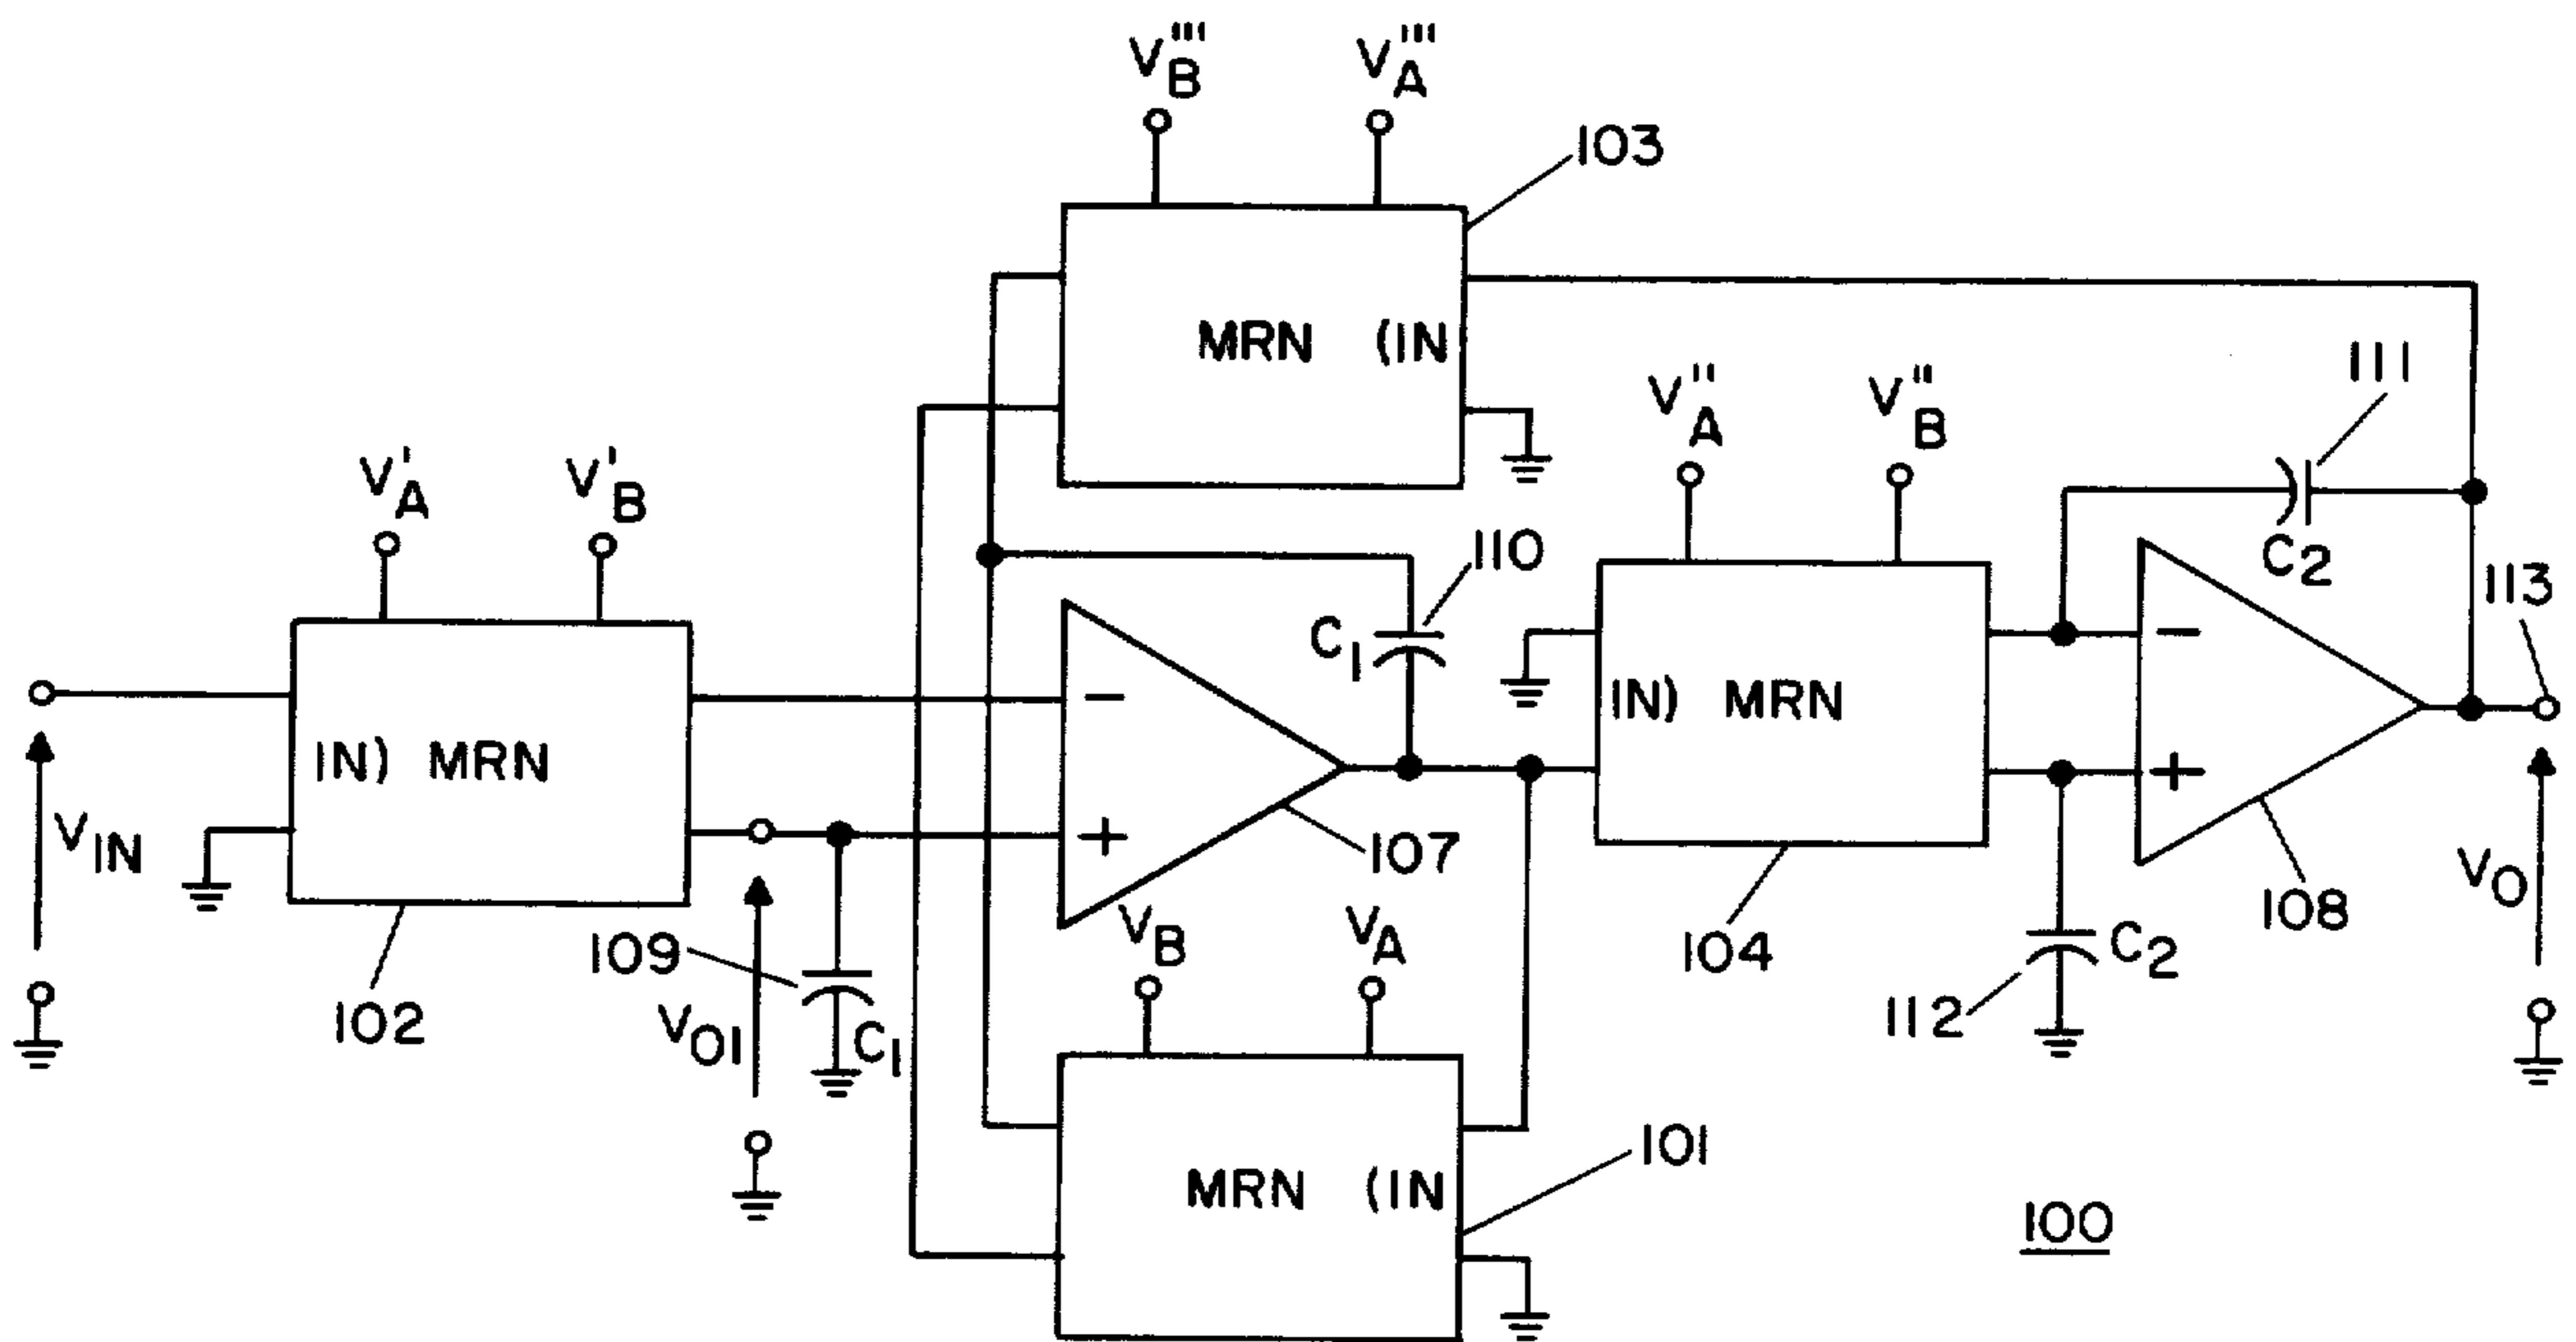 V'''B
V'''A
103
MRN (IN
V''A
V''B
111
V'A
V'B
C2
110
113
C1
−
−
IN) MRN
IN) MRN
VIN
+
+
107
VO
108
109
VB
VA
104
C2
102
VO1
C1
112
101
MRN (IN
100